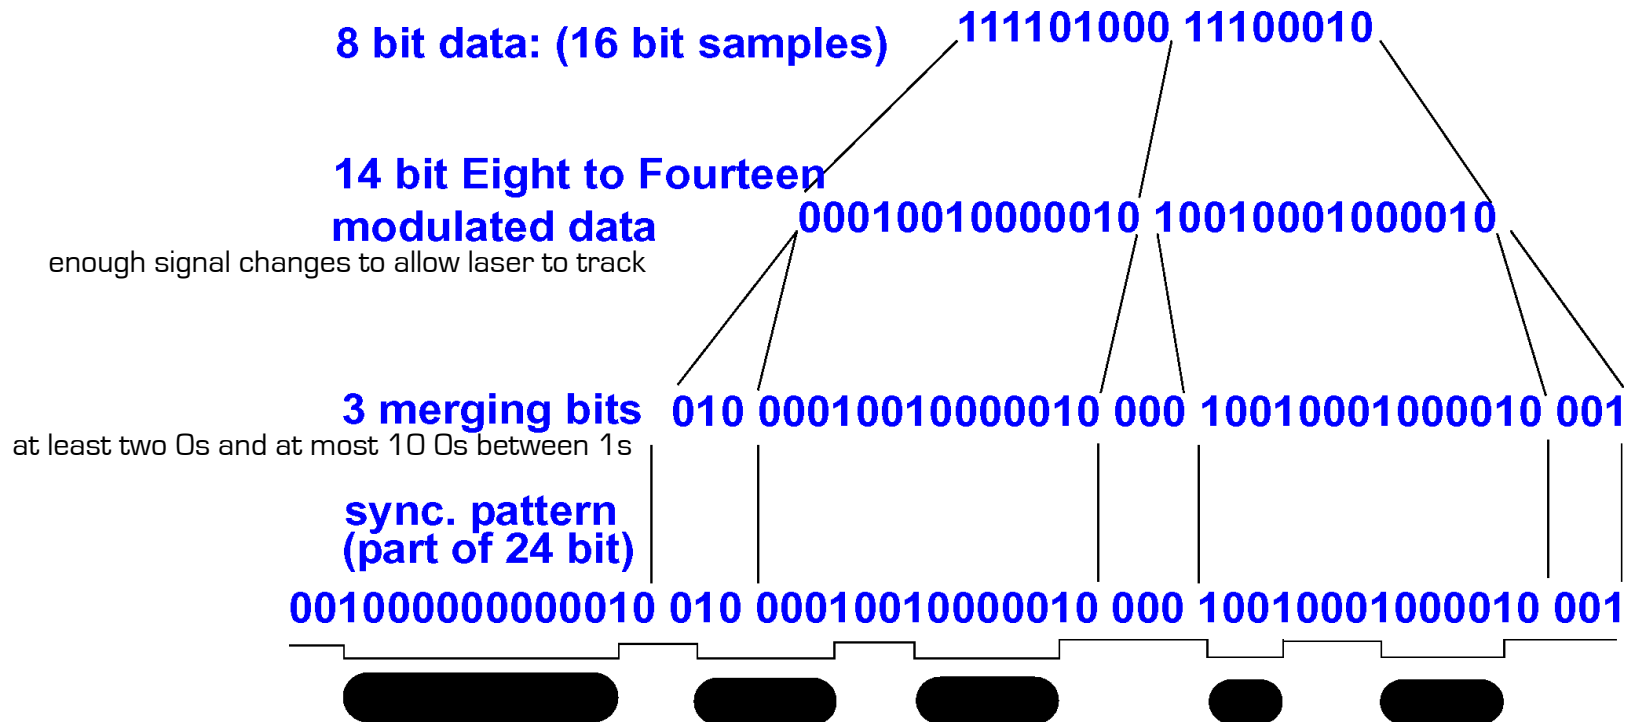 8 bit data: (16 bit samples) 111101000 11100010
14 bit Eight to Fourteen
modulated data 00010010000010 10010001000010
enough signal changes to allow laser to track
3 merging bits 010 00010010000010 000 10010001000010 001
at least two 0s and at most 10 0s between 1s
sync. pattern
(part of 24 bit)
00100000000000010 010 00010010000010 000 10010001000010 001